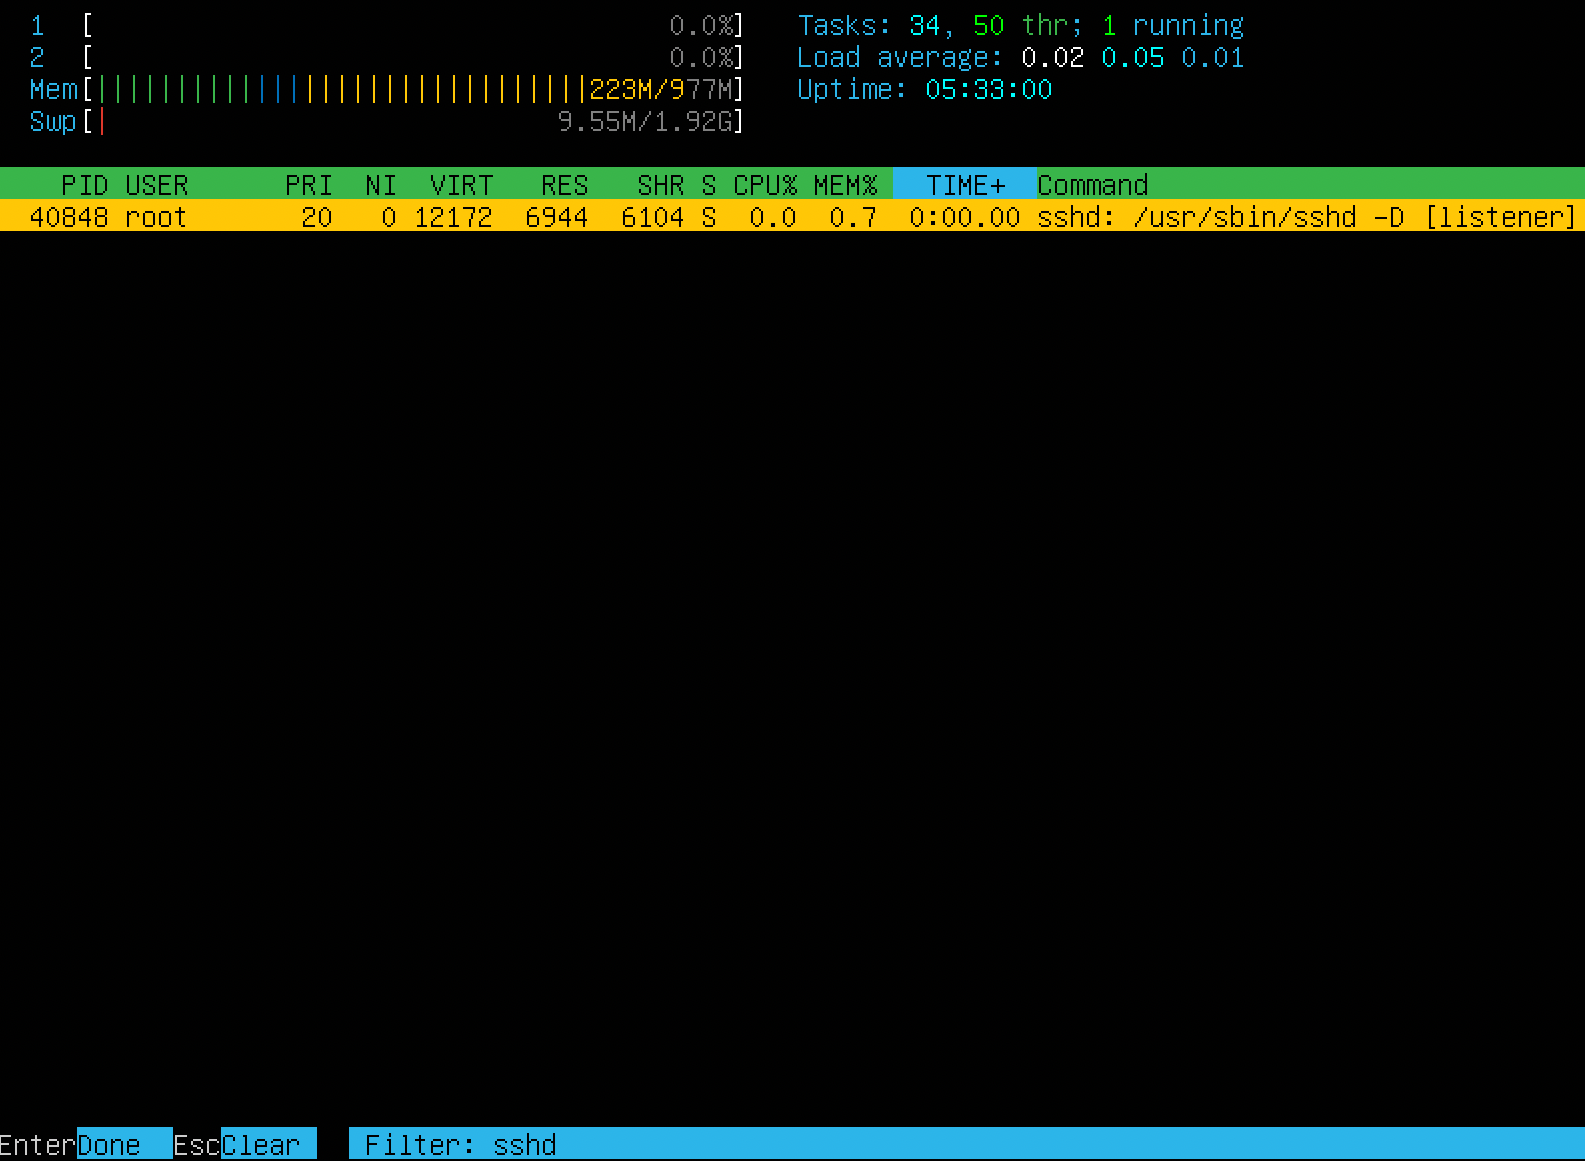 1 [ 0.0%] Tasks: 34, 50 thr; 1 running
2 [ 0.0%] Load average: 0.02 0.05 0.01
Mem[||||||||||||||||||||||||||||||||223M/977M] Uptime: 05:33:00
Swp[| 9.55M/1.92G]
PID USER PRI NI VIRT RES SHR S CPU% MEM% TIME+ Command
40848 root 20 0 12172 6944 6104 S 0.0 0.7 0:00.00 sshd: /usr/sbin/sshd -D [listener]
EnterDone EscClear Filter: sshd